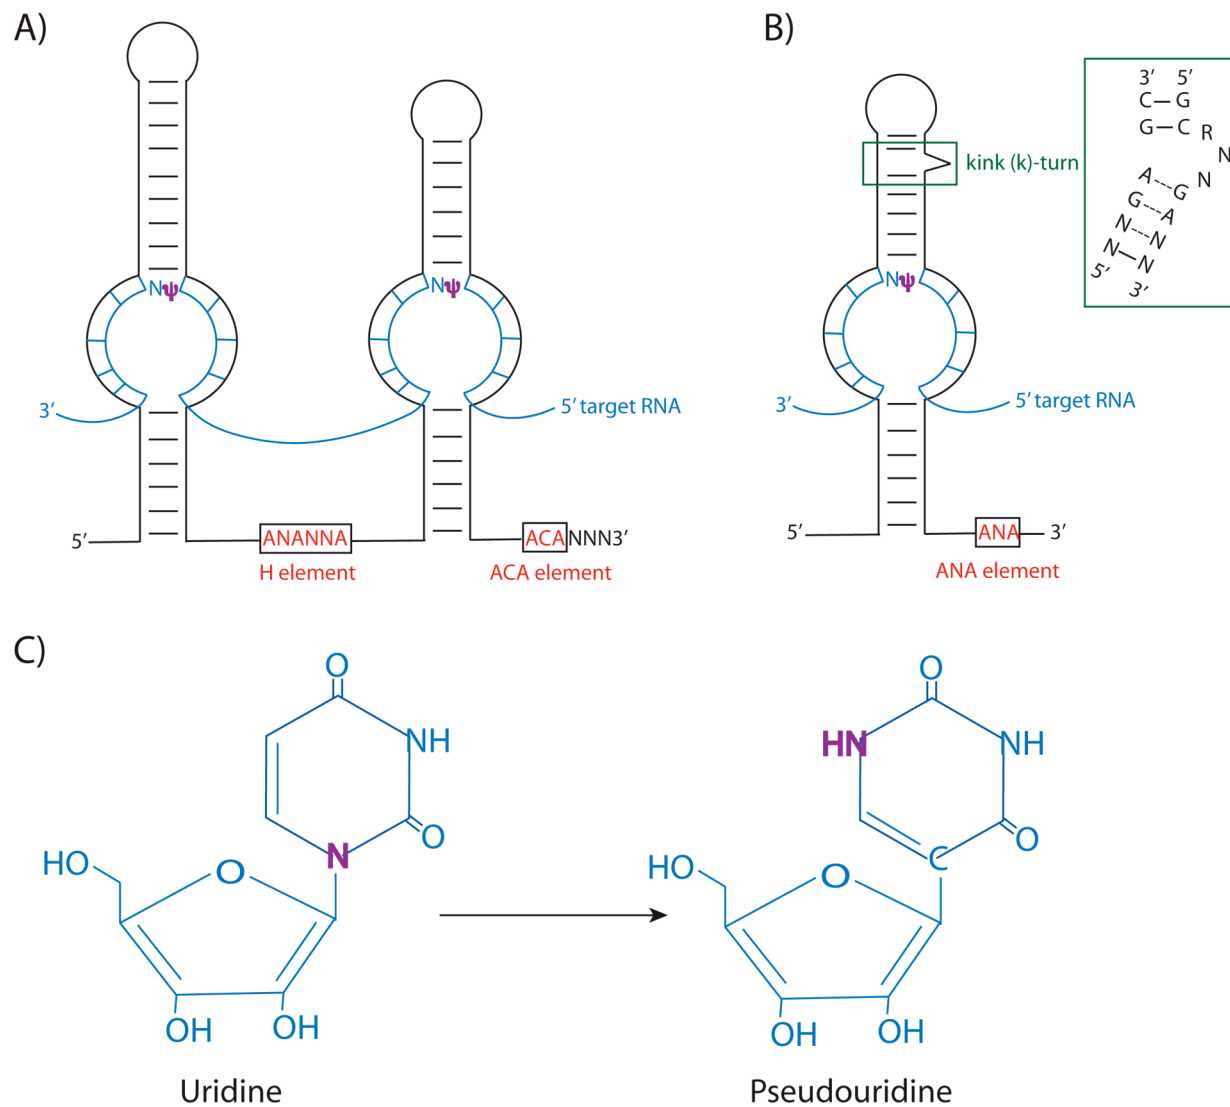 A)
Nψ
Nψ
3′
5′ target RNA
5′
ANANNA
H element
ACANNN3′
ACA element
B)
kink (k)-turn
3′ 5′
C G
G C R
N
A G N
G A
N N
N N
5′ 3′
Nψ
3′
5′ target RNA
5′
ANA
3′
ANA element
C)
O
NH
O
N
HO
O
OH OH
Uridine
O
HN NH
O
C
HO
O
OH OH
Pseudouridine